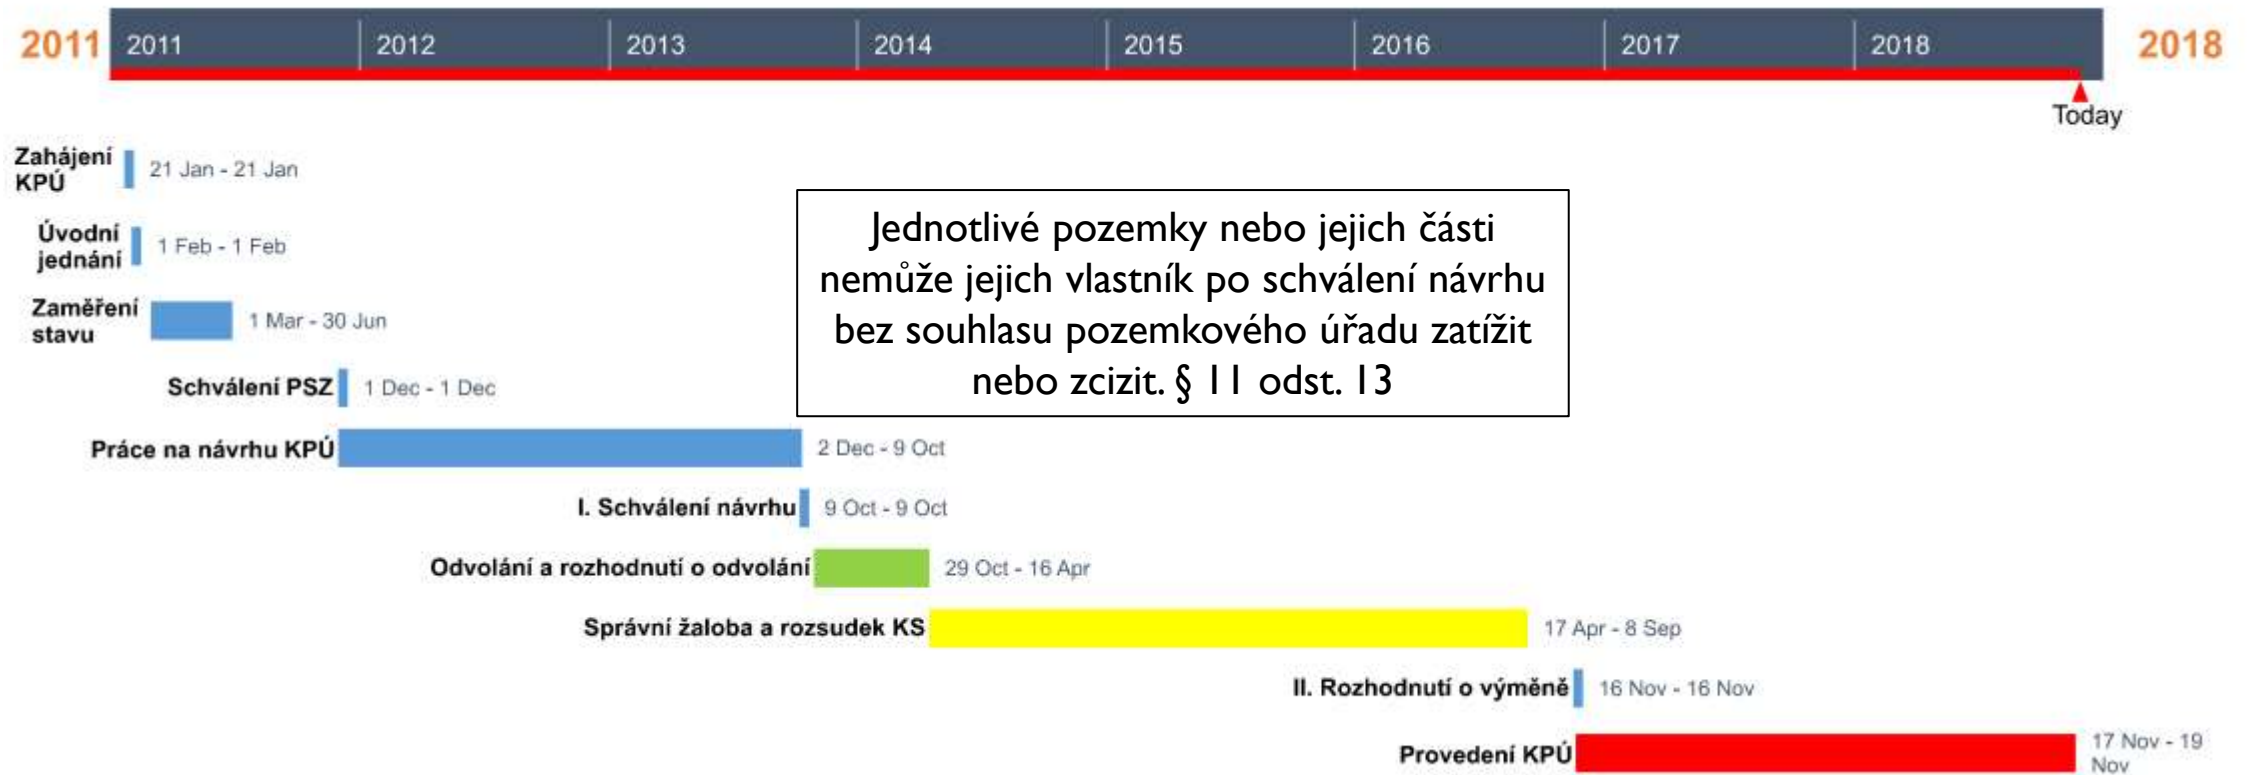 2011 2011 2012 2013 2014 2015 2016 2017 2018 2018
Today
Zahájení
KPÚ
21 Jan - 21 Jan
Úvodní
jednání
1 Feb - 1 Feb
Zaměření
stavu
1 Mar - 30 Jun
Jednotlivé pozemky nebo jejich části
nemůže jejich vlastník po schválení návrhu
bez souhlasu pozemkového úřadu zatížit
nebo zcizit. § 11 odst. 13
Schválení PSZ 1 Dec - 1 Dec
Práce na návrhu KPÚ 2 Dec - 9 Oct
I. Schválení návrhu 9 Oct - 9 Oct
Odvolání a rozhodnutí o odvolání 29 Oct - 16 Apr
Správní žaloba a rozsudek KS 17 Apr - 8 Sep
II. Rozhodnutí o výměně 16 Nov - 16 Nov
Provedení KPÚ
17 Nov - 19
Nov